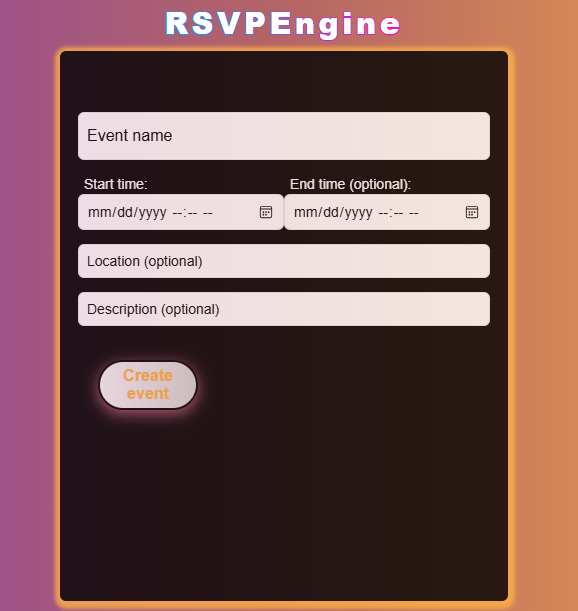 RSVPEngine
Event name
Start time: End time (optional):
mm/dd/yyyy --:-- -- mm/dd/yyyy --:-- --
Location (optional)
Description (optional)
Create
event